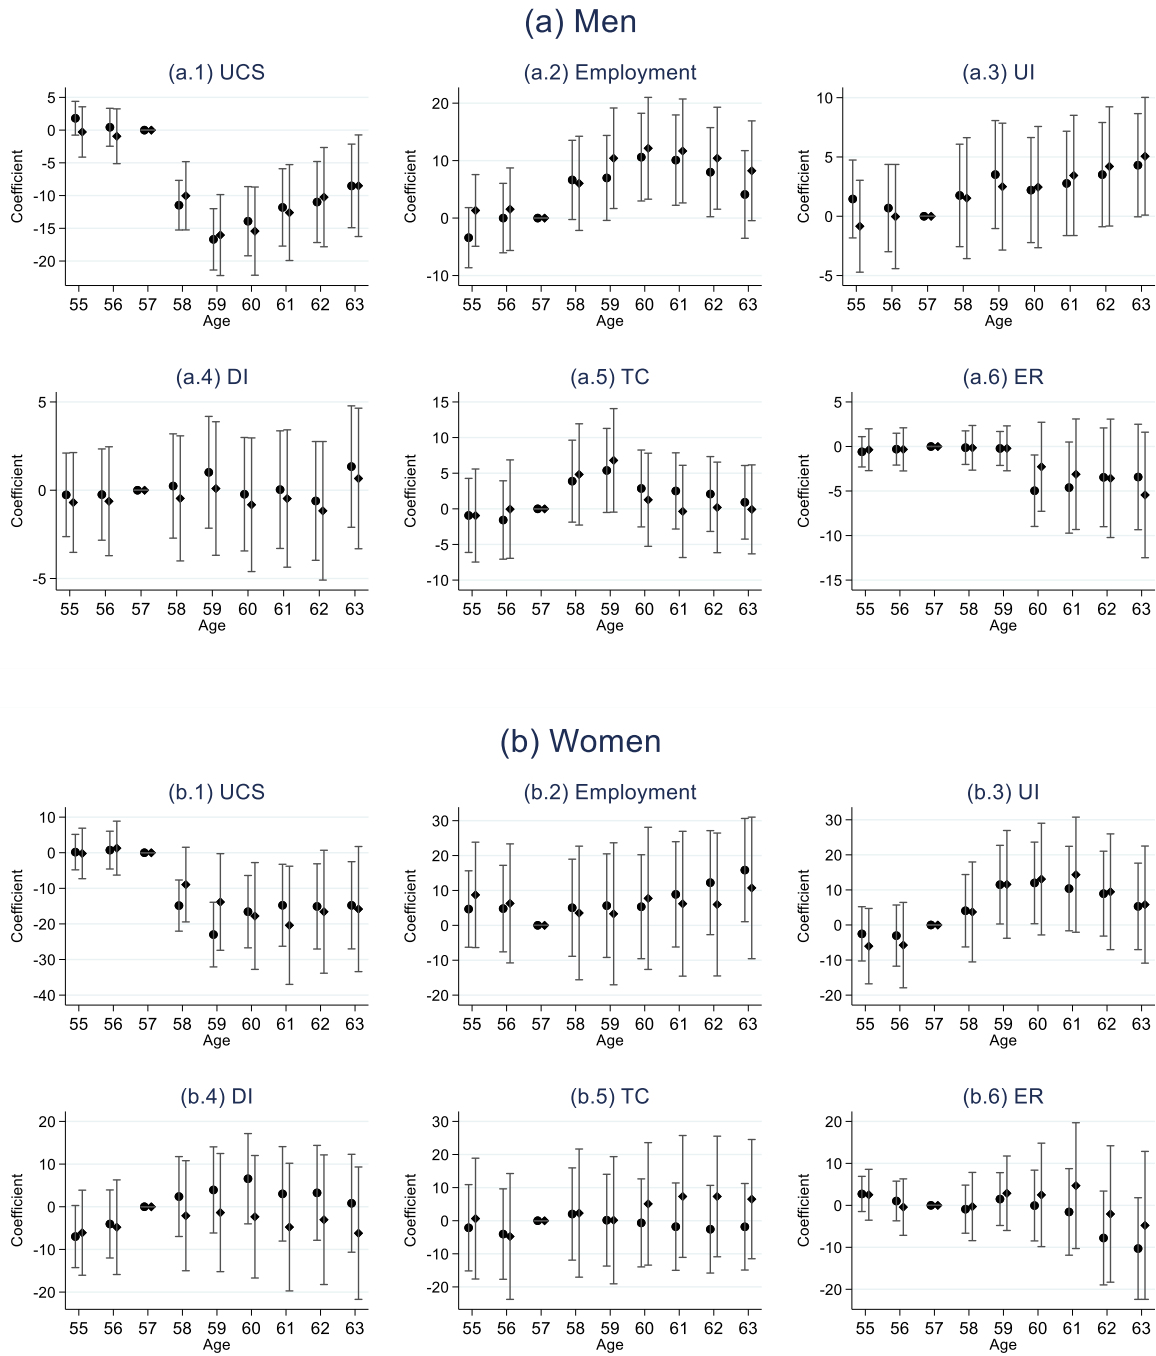 (a) Men
(a.1) UCS
5
0
-5
-10
-15
-20
Coefficient
55 56 57 58 59 60 61 62 63
Age
(a.2) Employment
20
10
0
-10
Coefficient
55 56 57 58 59 60 61 62 63
Age
(a.3) UI
10
5
0
-5
Coefficient
55 56 57 58 59 60 61 62 63
Age
(a.4) DI
5
0
-5
Coefficient
55 56 57 58 59 60 61 62 63
Age
(a.5) TC
15
10
5
0
-5
-10
Coefficient
55 56 57 58 59 60 61 62 63
Age
(a.6) ER
5
0
-5
-10
-15
Coefficient
55 56 57 58 59 60 61 62 63
Age
(b) Women
(b.1) UCS
10
0
-10
-20
-30
-40
Coefficient
55 56 57 58 59 60 61 62 63
Age
(b.2) Employment
30
20
10
0
-10
-20
Coefficient
55 56 57 58 59 60 61 62 63
Age
(b.3) UI
30
20
10
0
-10
-20
Coefficient
55 56 57 58 59 60 61 62 63
Age
(b.4) DI
20
10
0
-10
-20
Coefficient
55 56 57 58 59 60 61 62 63
Age
(b.5) TC
30
20
10
0
-10
-20
Coefficient
55 56 57 58 59 60 61 62 63
Age
(b.6) ER
20
10
0
-10
-20
Coefficient
55 56 57 58 59 60 61 62 63
Age